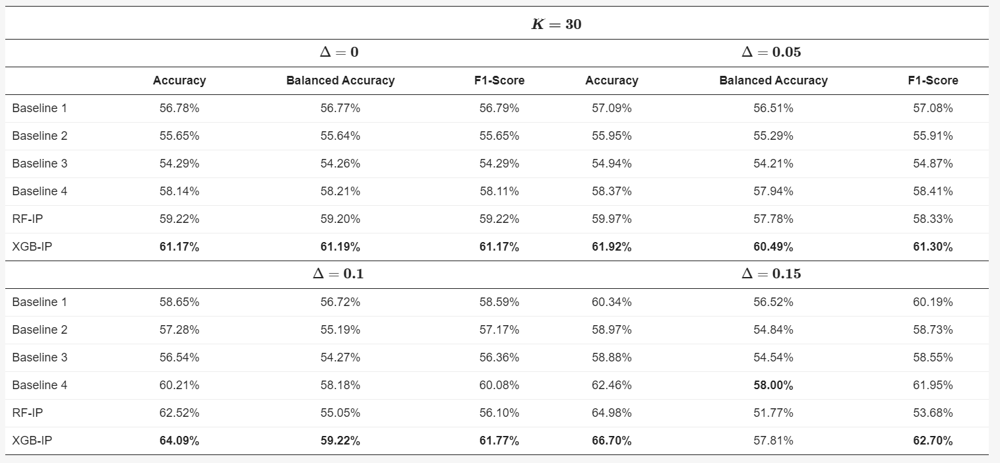 K = 30
Δ = 0 Δ = 0.05
Accuracy Balanced Accuracy F1-Score Accuracy Balanced Accuracy F1-Score
Baseline 1 56.78% 56.77% 56.79% 57.09% 56.51% 57.08%
Baseline 2 55.65% 55.64% 55.65% 55.95% 55.29% 55.91%
Baseline 3 54.29% 54.26% 54.29% 54.94% 54.21% 54.87%
Baseline 4 58.14% 58.21% 58.11% 58.37% 57.94% 58.41%
RF-IP 59.22% 59.20% 59.22% 59.97% 57.78% 58.33%
XGB-IP 61.17% 61.19% 61.17% 61.92% 60.49% 61.30%
Δ = 0.1 Δ = 0.15
Baseline 1 58.65% 56.72% 58.59% 60.34% 56.52% 60.19%
Baseline 2 57.28% 55.19% 57.17% 58.97% 54.84% 58.73%
Baseline 3 56.54% 54.27% 56.36% 58.88% 54.54% 58.55%
Baseline 4 60.21% 58.18% 60.08% 62.46% 58.00% 61.95%
RF-IP 62.52% 55.05% 56.10% 64.98% 51.77% 53.68%
XGB-IP 64.09% 59.22% 61.77% 66.70% 57.81% 62.70%